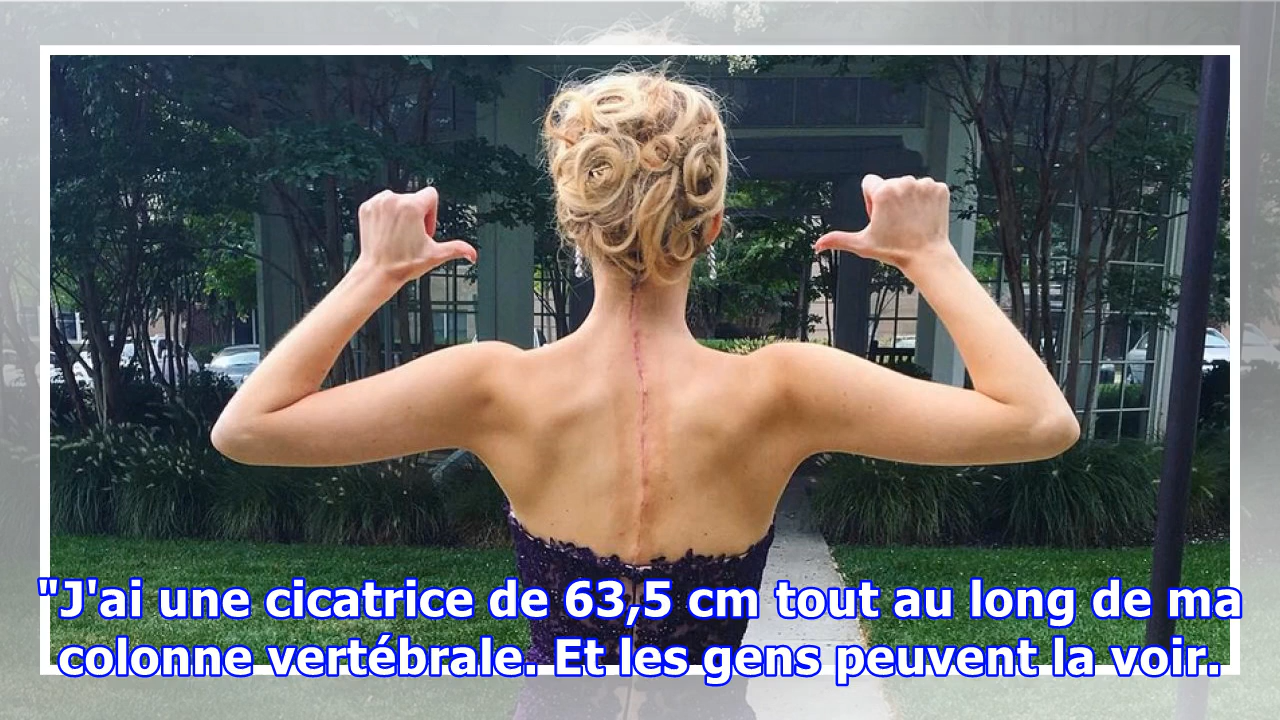 "J'ai une cicatrice de 63,5 cm tout au long de ma
colonne vertébrale. Et les gens peuvent la voir.